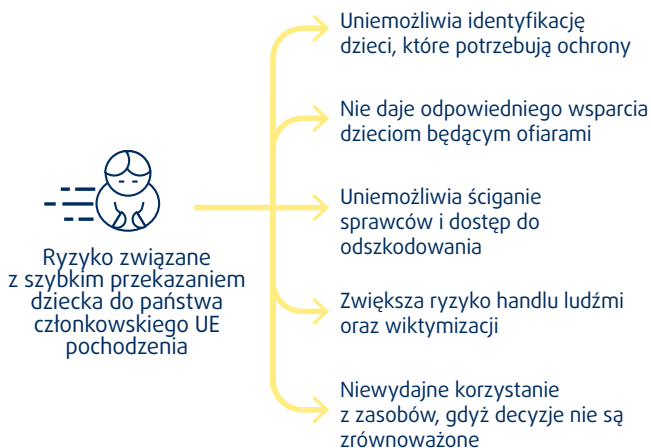 Ryzyko związane
z szybkim przekazaniem
dziecka do państwa
członkowskiego UE
pochodzenia
Uniemożliwia identyfikację
dzieci, które potrzebują ochrony
Nie daje odpowiedniego wsparcia
dzieciom będącym ofiarami
Uniemożliwia ściganie
sprawców i dostęp do
odszkodowania
Zwiększa ryzyko handlu ludźmi
oraz wiktymizacji
Niewydajne korzystanie
z zasobów, gdyż decyzje nie są
zrównoważone